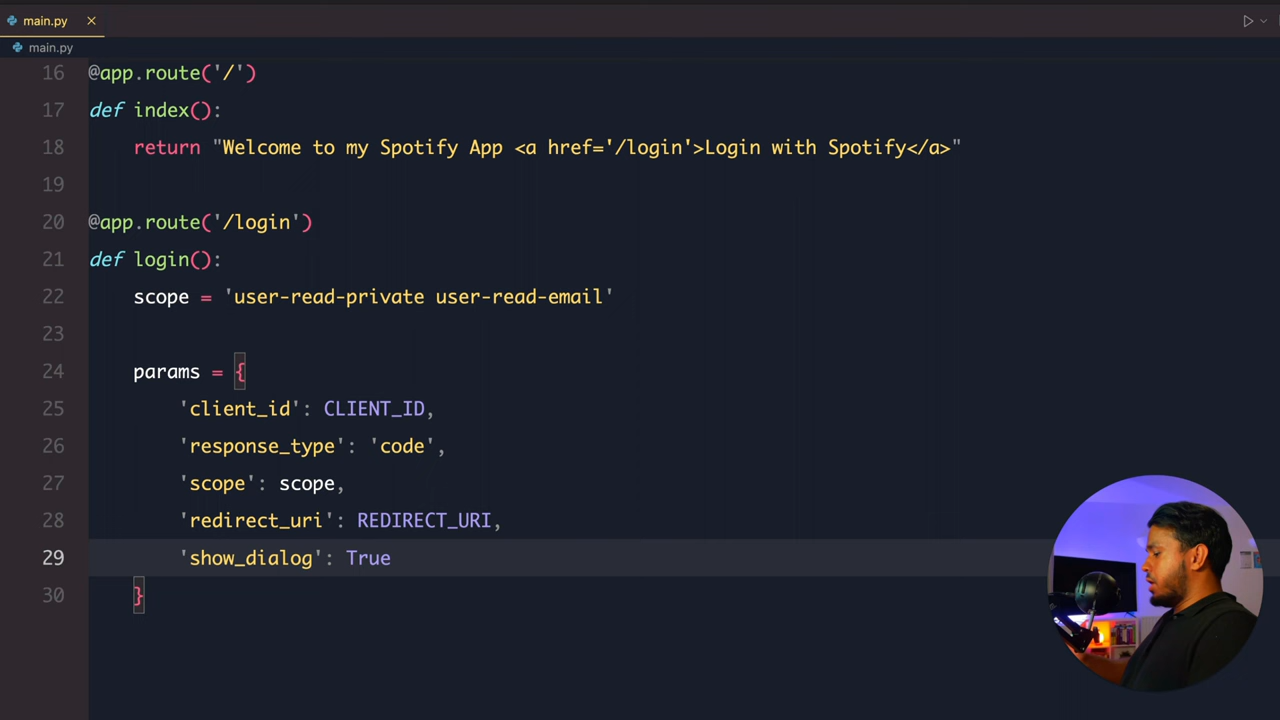 main.py
main.py
16 @app.route('/')
17 def index():
18     return "Welcome to my Spotify App <a href='/login'>Login with Spotify</a>"
19
20 @app.route('/login')
21 def login():
22     scope = 'user-read-private user-read-email'
23
24     params = {
25         'client_id': CLIENT_ID,
26         'response_type': 'code',
27         'scope': scope,
28         'redirect_uri': REDIRECT_URI,
29         'show_dialog': True
30     }